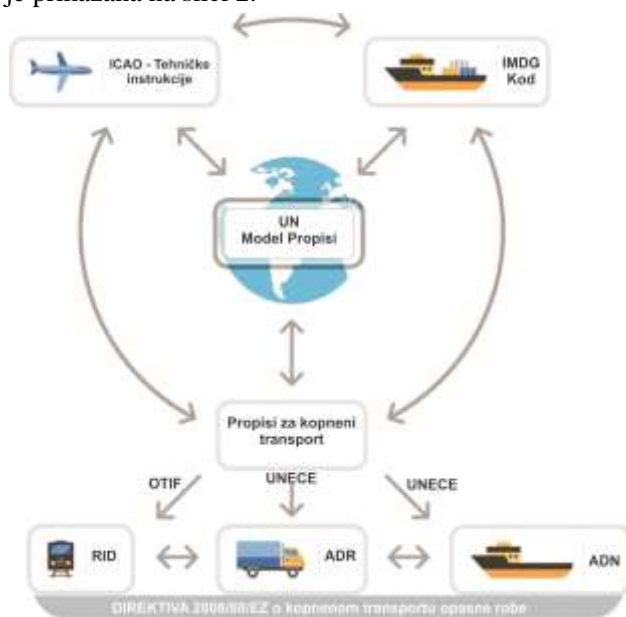 je prikazana na slici 2.
ICAO - Tehničke
instrukcije
IMDG
Kod
UN
Model Propisi
Propisi za kopneni
transport
OTIF
UNECE
UNECE
RID
ADR
ADN
DIREKTIVA 2008/68/EZ o kopnenom transportu opasne robe